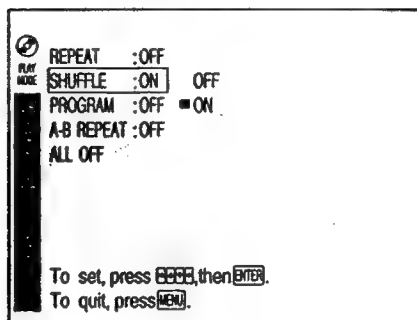 PLAY
MODE
REPEAT :OFF
SHUFFLE :ON OFF
PROGRAM :OFF ■ ON
A-B REPEAT :OFF
ALL OFF
To set, press ,then ENTER.
To quit, press MENU.